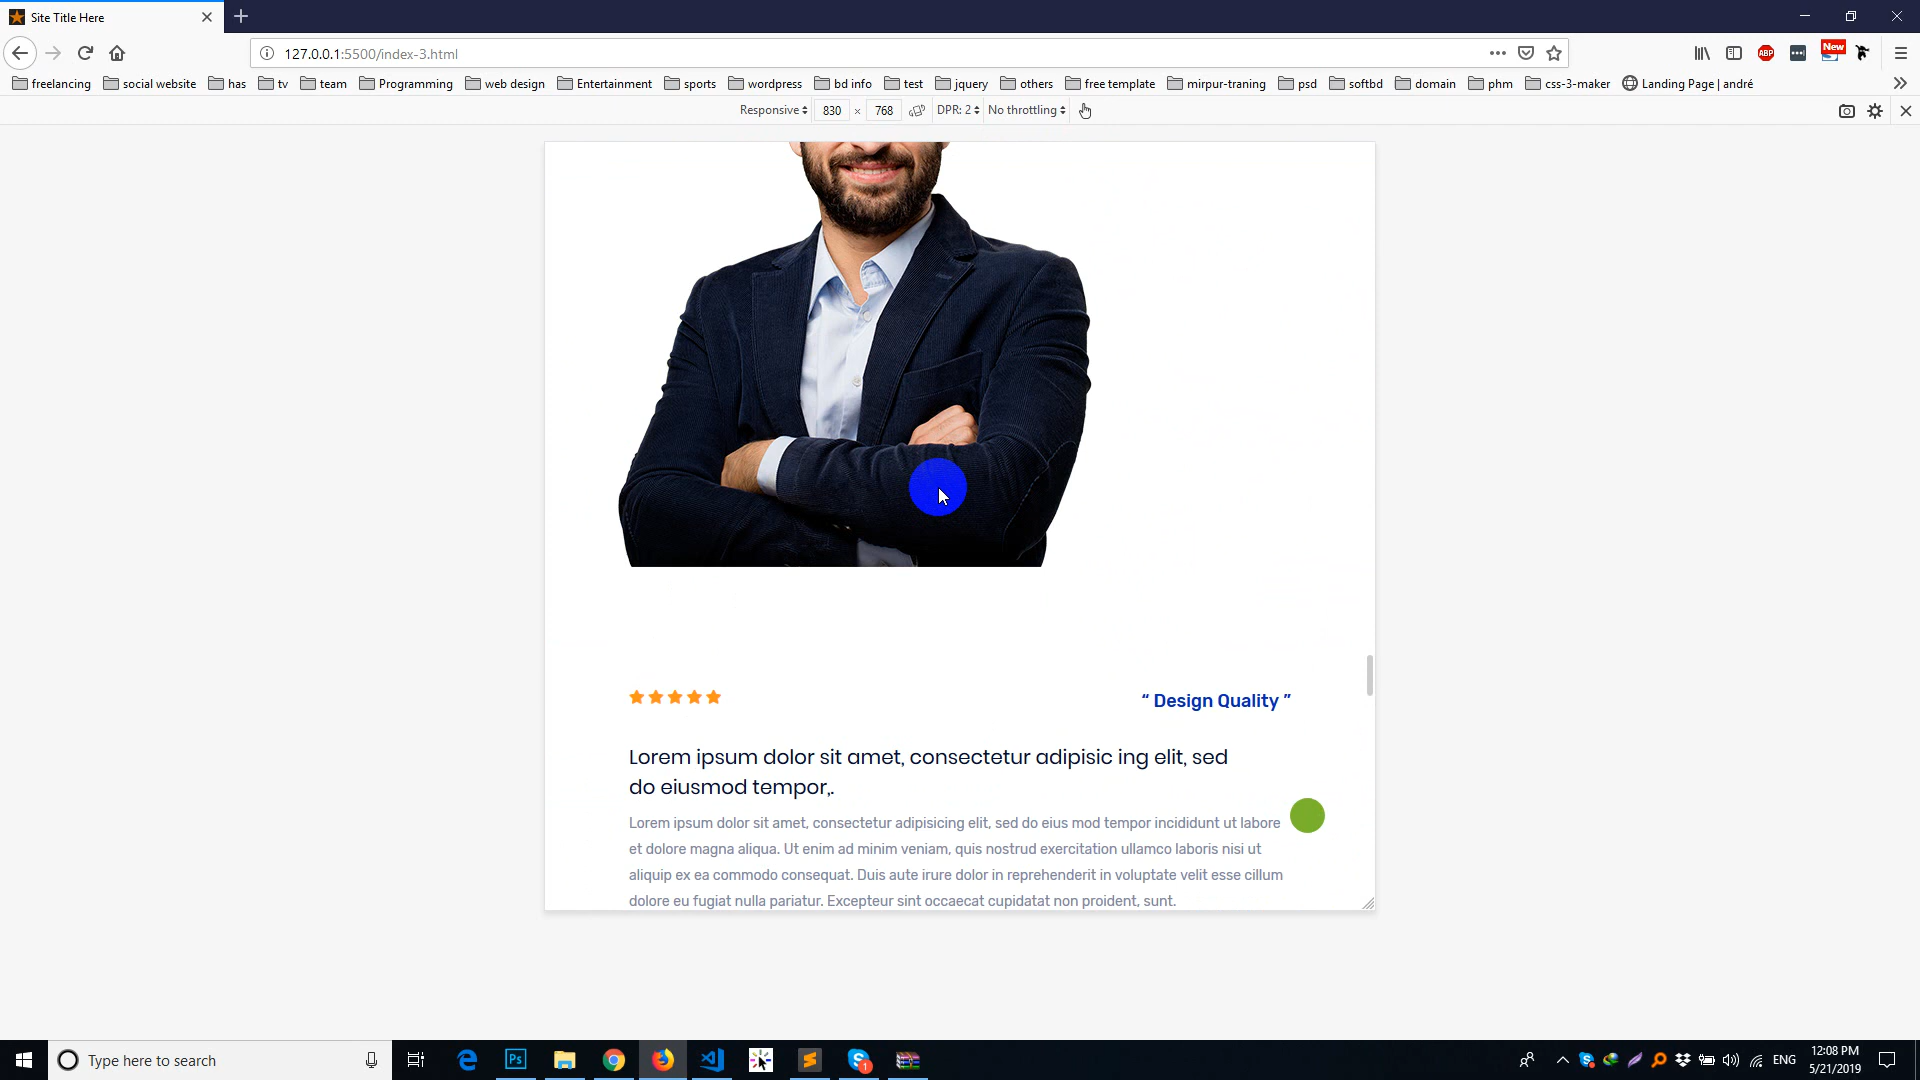 Site Title Here
127.0.0.1:5500/index-3.html
New
ABP
freelancing social website has tv team Programming web design Entertainment sports wordpress bd info test jquery others free template mirpur-traning psd softbd domain phm css-3-maker Landing Page | andré
Responsive 830 × 768 DPR: 2 No throttling
“ Design Quality ”
Lorem ipsum dolor sit amet, consectetur adipisic ing elit, sed
do eiusmod tempor,.
Lorem ipsum dolor sit amet, consectetur adipisicing elit, sed do eius mod tempor incididunt ut labore
et dolore magna aliqua. Ut enim ad minim veniam, quis nostrud exercitation ullamco laboris nisi ut
aliquip ex ea commodo consequat. Duis aute irure dolor in reprehenderit in voluptate velit esse cillum
dolore eu fugiat nulla pariatur. Excepteur sint occaecat cupidatat non proident, sunt.
Type here to search
Ps
1
ENG
12:08 PM
5/21/2019